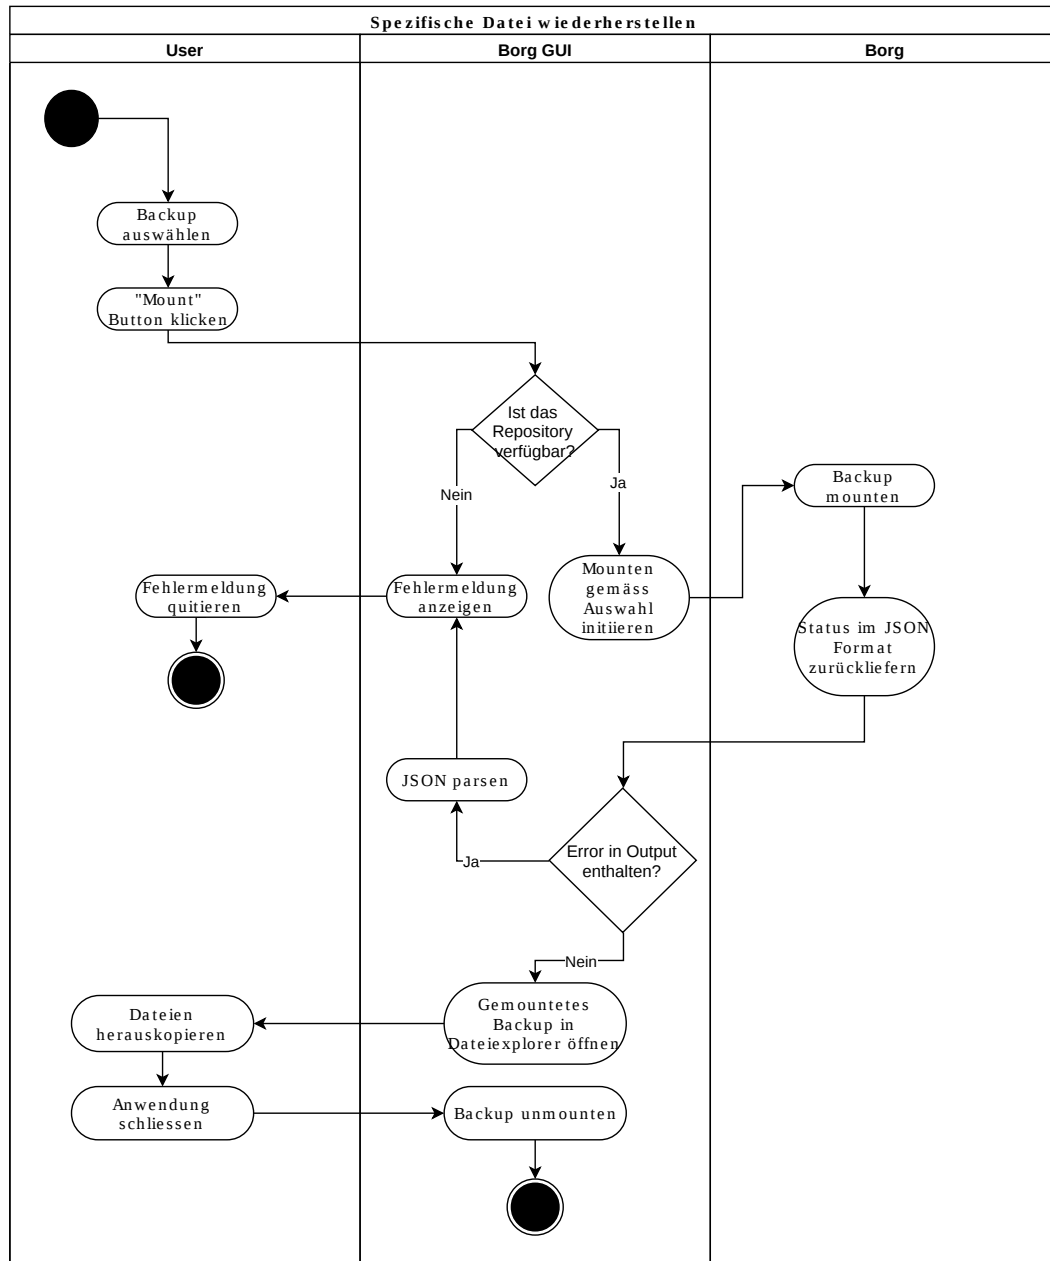 Spezifische Datei wiederherstellen
User
Borg GUI
Borg
Backup
auswählen
"Mount"
Button klicken
Ist das
Repository
verfügbar?
Nein
Ja
Backup
mounten
Fehlermeldung
quitieren
Fehlermeldung
anzeigen
Mounten
gemäss
Auswahl
initiieren
Status im JSON
Format
zurückliefern
JSON parsen
Error in Output
enthalten?
Ja
Nein
Dateien
herauskopieren
Gemountetes
Backup in
Dateiexplorer öffnen
Anwendung
schliessen
Backup unmounten